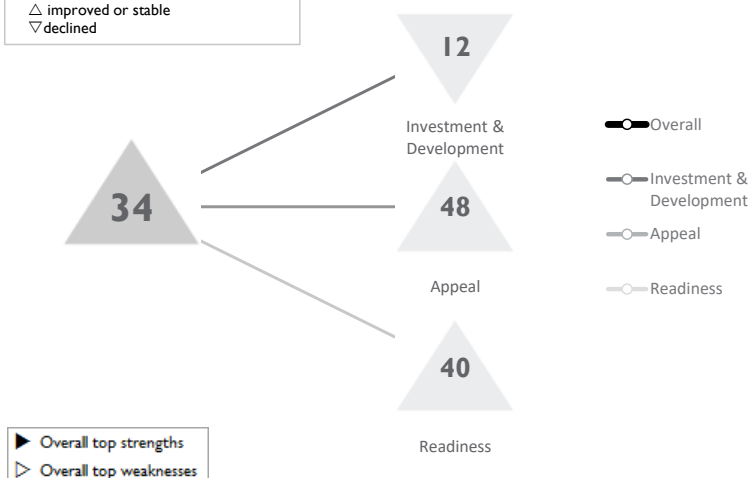 △ improved or stable
▽ declined
12
Investment &
Development
34
48
Appeal
40
Readiness
Overall
Investment &
Development
Appeal
Readiness
▶ Overall top strengths
▷ Overall top weaknesses